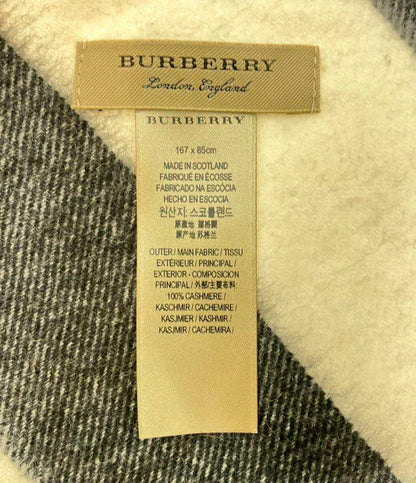 BURBERRY
London, England
BURBERRY
167 x 85cm
MADE IN SCOTLAND
FABRIQUÉ EN ÉCOSSE
FABRICADO NA ESCÓCIA
HECHO EN ESCOCIA
원산지: 스코틀랜드
原產地 蘇格蘭
原产地 苏格兰
OUTER / MAIN FABRIC / TISSU
EXTÉRIEUR / PRINCIPAL /
EXTERIOR - COMPOSICION
PRINCIPAL / 外部/主要布料:
100% CASHMERE /
KASCHMIR / CACHEMIRE /
KASJMIER / KASHMIR /
KASJMIR / CACHEMIRA /